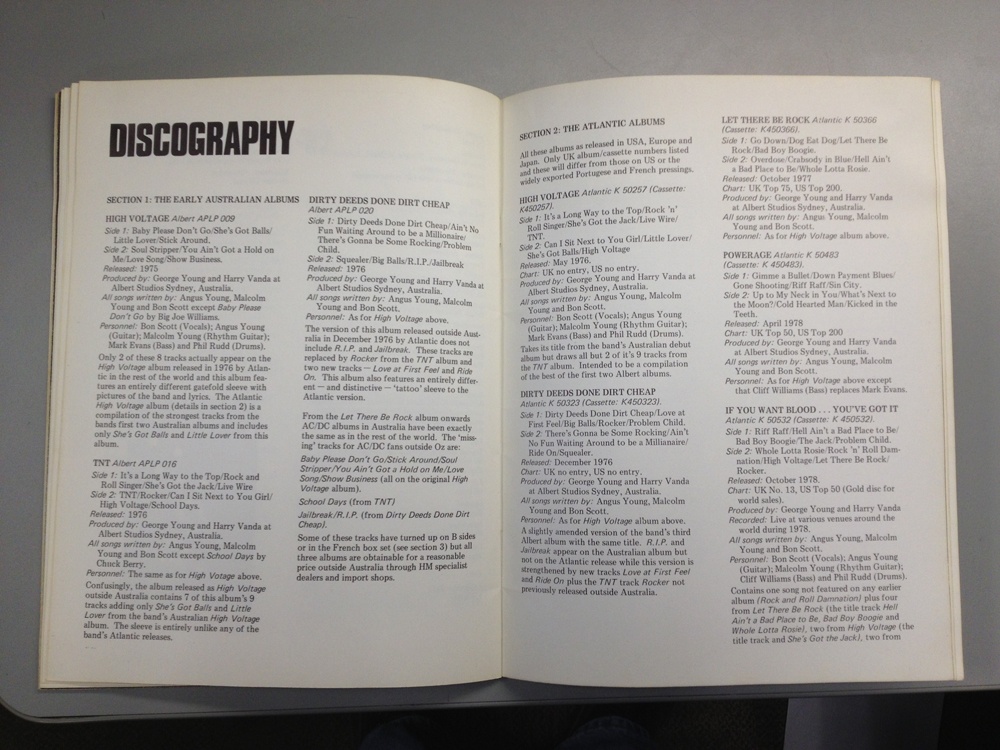 DISCOGRAPHY
SECTION 1: THE EARLY AUSTRALIAN ALBUMS
HIGH VOLTAGE Albert APLP 009
Side 1: Baby Please Don't Go/She's Got Balls/
Little Lover/Stick Around.
Side 2: Soul Stripper/You Ain't Got a Hold on
Me/Love Song/Show Business.
Released: 1975
Produced by: George Young and Harry Vanda at
Albert Studios Sydney, Australia.
All songs written by: Angus Young, Malcolm
Young and Bon Scott except Baby Please
Don't Go by Big Joe Williams.
Personnel: Bon Scott (Vocals); Angus Young
(Guitar); Malcolm Young (Rhythm Guitar);
Mark Evans (Bass) and Phil Rudd (Drums).
Only 2 of these 8 tracks actually appear on the
High Voltage album released in 1976 by Atlan-
tic in the rest of the world and this album fea-
tures an entirely different gatefold sleeve with
pictures of the band and lyrics. The Atlantic
High Voltage album (details in section 2) is a
compilation of the strongest tracks from the
bands first two Australian albums and includes
only She's Got Balls and Little Lover from this
album.
TNT Albert APLP 016
Side 1: It's a Long Way to the Top/Rock and
Roll Singer/She's Got the Jack/Live Wire
Side 2: TNT/Rocker/Can I Sit Next to You Girl/
High Voltage/School Days.
Released: 1976
Produced by: George Young and Harry Vanda at
Albert Studios Sydney, Australia.
All songs written by: Angus Young, Malcolm
Young and Bon Scott except School Days by
Chuck Berry.
Personnel: The same as for High Votage above.
Confusingly, the album released as High Voltage
outside Australia contains 7 of this album's 9
tracks adding only She's Got Balls and Little
Lover from the band's Australian High Voltage
album. The sleeve is entirely unlike any of the
band's Atlantic releases.
DIRTY DEEDS DONE DIRT CHEAP
Albert APLP 020
Side 1: Dirty Deeds Done Dirt Cheap/Ain't No
Fun Waiting Around to be a Millionaire/
There's Gonna be Some Rocking/Problem
Child.
Side 2: Squealer/Big Balls/R.I.P./Jailbreak
Released: 1976
Produced by: George Young and Harry Vanda at
Albert Studios Sydney, Australia.
All songs written by: Angus Young, Malcolm
Young and Bon Scott.
Personnel: As for High Voltage above.
The version of this album released outside Aust-
ralia in December 1976 by Atlantic does not
include R.I.P. and Jailbreak. These tracks are
replaced by Rocker from the TNT album and
two new tracks — Love at First Feel and Ride
On. This album also features an entirely differ-
ent — and distinctive — 'tattoo' sleeve to the
Atlantic version.
From the Let There Be Rock album onwards
AC/DC albums in Australia have been exactly
the same as in the rest of the world. The 'miss-
ing' tracks for AC/DC fans outside Oz are:
Baby Please Don't Go/Stick Around/Soul
Stripper/You Ain't Got a Hold on Me/Love
Song/Show Business (all on the original High
Voltage album).
School Days (from TNT)
Jailbreak/R.I.P. (from Dirty Deeds Done Dirt
Cheap).
Some of these tracks have turned up on B sides
or in the French box set (see section 3) but all
three albums are obtainable for a reasonable
price outside Australia through HM specialist
dealers and import shops.
SECTION 2: THE ATLANTIC ALBUMS
All these albums as released in USA, Europe and
Japan. Only UK album/cassette numbers listed
and these will differ from those on US or the
widely exported Portugese and French pressings.
HIGH VOLTAGE Atlantic K 50257 (Cassette:
K450257).
Side 1: It's a Long Way to the Top/Rock 'n'
Roll Singer/She's Got the Jack/Live Wire/
TNT.
Side 2: Can I Sit Next to You Girl/Little Lover/
She's Got Balls/High Voltage
Released: May 1976.
Chart: UK no entry, US no entry.
Produced by: George Young and Harry Vanda at
Albert Studios Sydney, Australia.
All songs written by: Angus Young, Malcolm
Young and Bon Scott.
Personnel: Bon Scott (Vocals); Angus Young
(Guitar); Malcolm Young (Rhythm Guitar);
Mark Evans (Bass) and Phil Rudd (Drums).
Takes its title from the band's Australian debut
album but draws all but 2 of it's 9 tracks from
the TNT album. Intended to be a compilation
of the best of the first two Albert albums.
DIRTY DEEDS DONE DIRT CHEAP
Atlantic K 50323 (Cassette: K450323).
Side 1: Dirty Deeds Done Dirt Cheap/Love at
First Feel/Big Balls/Rocker/Problem Child.
Side 2: There's Gonna be Some Rocking/Ain't
No Fun Waiting Around to be a Millionaire/
Ride On/Squealer.
Released: December 1976
Chart: UK no entry, US no entry.
Produced by: George Young and Harry Vanda
at Albert Studios Sydney, Australia.
All songs written by: Angus Young, Malcolm
Young and Bon Scott.
Personnel: As for High Voltage album above.
A slightly amended version of the band's third
Albert album with the same title. R.I.P. and
Jailbreak appear on the Australian album but
not on the Atlantic release while this version is
strengthened by new tracks Love at First Feel
and Ride On plus the TNT track Rocker not
previously released outside Australia.
LET THERE BE ROCK Atlantic K 50366
(Cassette: K450366).
Side 1: Go Down/Dog Eat Dog/Let There Be
Rock/Bad Boy Boogie.
Side 2: Overdose/Crabsody in Blue/Hell Ain't
a Bad Place to Be/Whole Lotta Rosie.
Released: October 1977
Chart: UK Top 75, US Top 200.
Produced by: George Young and Harry Vanda
at Albert Studios Sydney, Australia.
All songs written by: Angus Young, Malcolm
Young and Bon Scott.
Personnel: As for High Voltage album above.
POWERAGE Atlantic K 50483
(Cassette: K 450483).
Side 1: Gimme a Bullet/Down Payment Blues/
Gone Shooting/Riff Raff/Sin City.
Side 2: Up to My Neck in You/What's Next to
the Moon?/Cold Hearted Man/Kicked in the
Teeth.
Released: April 1978
Chart: UK Top 50, US Top 200
Produced by: George Young and Harry Vanda
at Albert Studios Sydney, Australia.
All songs written by: Angus Young, Malcolm
Young and Bon Scott.
Personnel: As for High Voltage above except
that Cliff Williams (Bass) replaces Mark Evans.
IF YOU WANT BLOOD . . . YOU'VE GOT IT
Atlantic K 50532 (Cassette: K 450532).
Side 1: Riff Raff/Hell Ain't a Bad Place to Be/
Bad Boy Boogie/The Jack/Problem Child.
Side 2: Whole Lotta Rosie/Rock 'n' Roll Dam-
nation/High Voltage/Let There Be Rock/
Rocker.
Released: October 1978.
Chart: UK No. 13, US Top 50 (Gold disc for
world sales).
Produced by: George Young and Harry Vanda
Recorded: Live at various venues around the
world during 1978.
All songs written by: Angus Young, Malcolm
Young and Bon Scott.
Personnel: Bon Scott (Vocals); Angus Young
(Guitar); Malcolm Young (Rhythm Guitar);
Cliff Williams (Bass) and Phil Rudd (Drums).
Contains one song not featured on any earlier
album (Rock and Roll Damnation) plus four
from Let There Be Rock (the title track Hell
Ain't a Bad Place to Be, Bad Boy Boogie and
Whole Lotta Rosie), two from High Voltage (the
title track and She's Got the Jack), two from